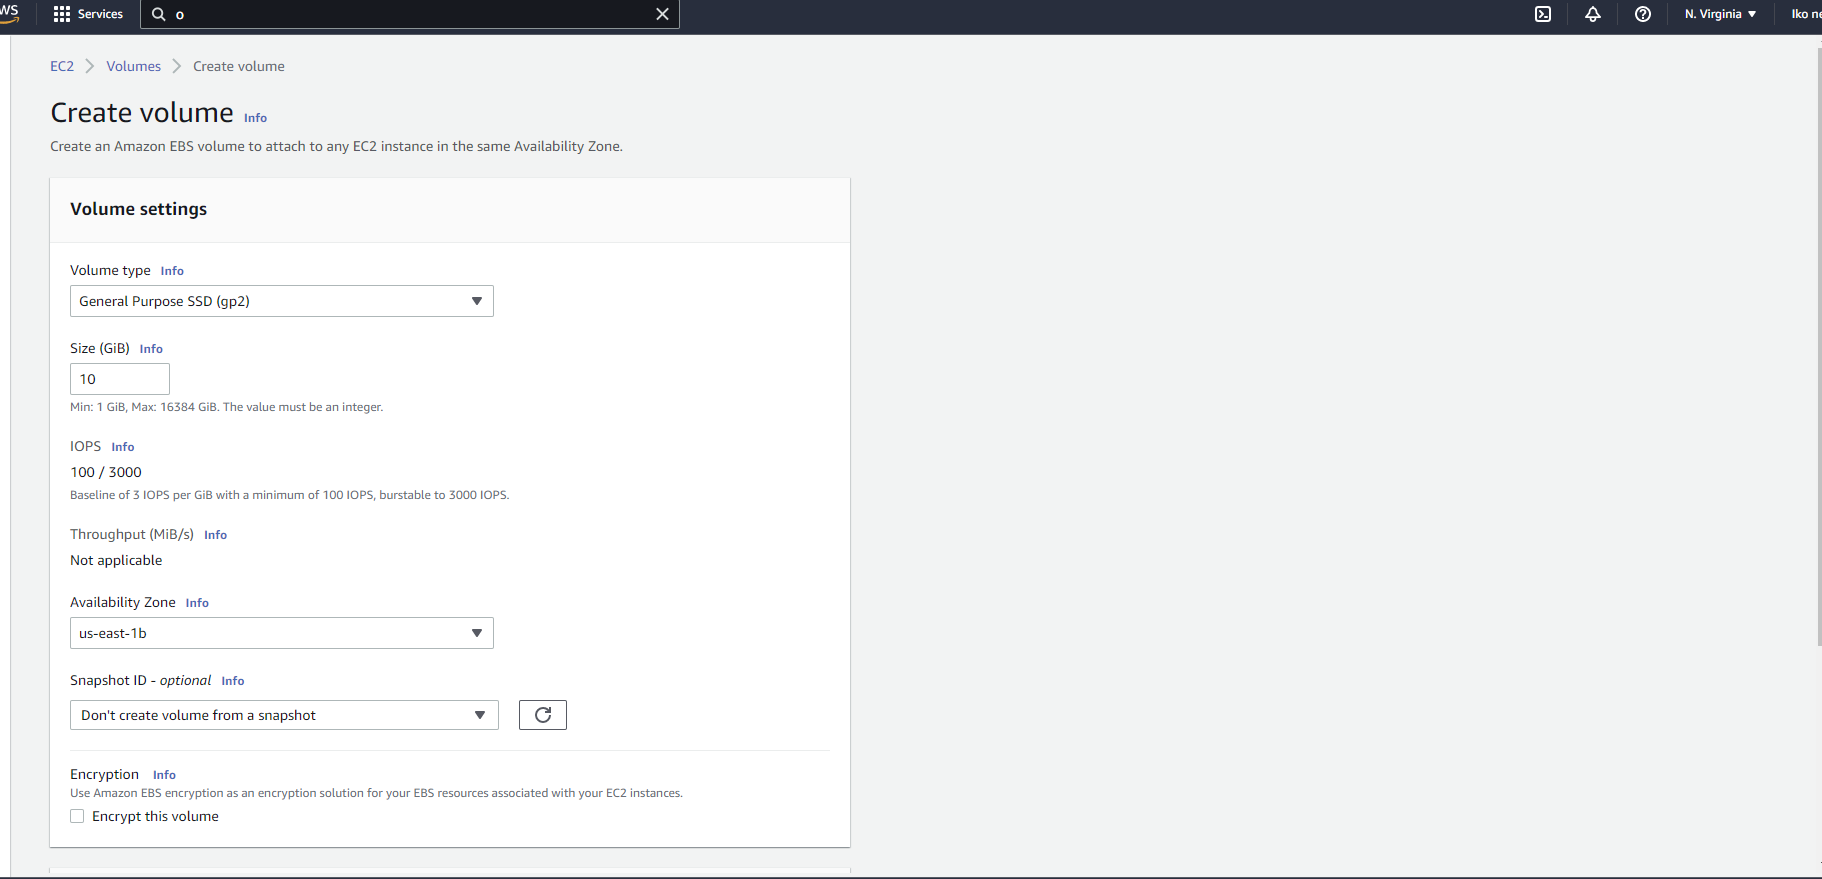 Services
o
N. Virginia
Iko ne
EC2 > Volumes > Create volume
Create volume Info
Create an Amazon EBS volume to attach to any EC2 instance in the same Availability Zone.
Volume settings
Volume type Info
General Purpose SSD (gp2)
Size (GiB) Info
10
Min: 1 GiB, Max: 16384 GiB. The value must be an integer.
IOPS Info
100 / 3000
Baseline of 3 IOPS per GiB with a minimum of 100 IOPS, burstable to 3000 IOPS.
Throughput (MiB/s) Info
Not applicable
Availability Zone Info
us-east-1b
Snapshot ID - optional Info
Don't create volume from a snapshot
Encryption Info
Use Amazon EBS encryption as an encryption solution for your EBS resources associated with your EC2 instances.
Encrypt this volume